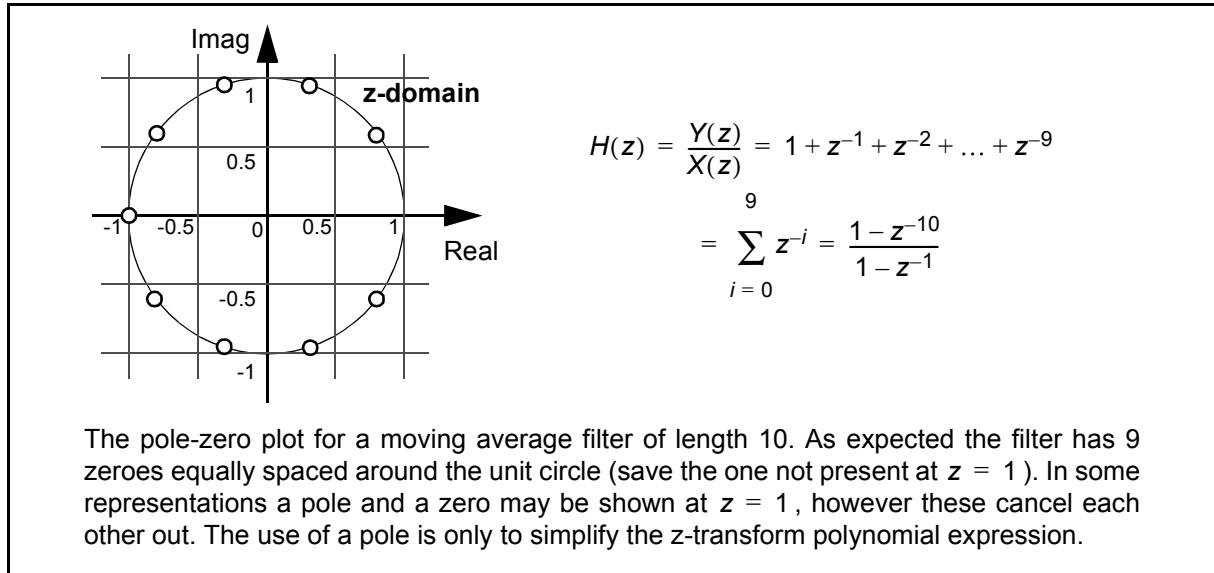 Imag
z-domain
1
0.5
-1 -0.5 0 0.5 1
Real
-0.5
-1
H(z) = Y(z)/X(z) = 1 + z⁻¹ + z⁻² + ... + z⁻⁹
= ∑_{i = 0}^{9} z⁻ⁱ = (1 – z⁻¹⁰)/(1 – z⁻¹)
The pole-zero plot for a moving average filter of length 10. As expected the filter has 9
zeroes equally spaced around the unit circle (save the one not present at z = 1 ). In some
representations a pole and a zero may be shown at z = 1 , however these cancel each
other out. The use of a pole is only to simplify the z-transform polynomial expression.